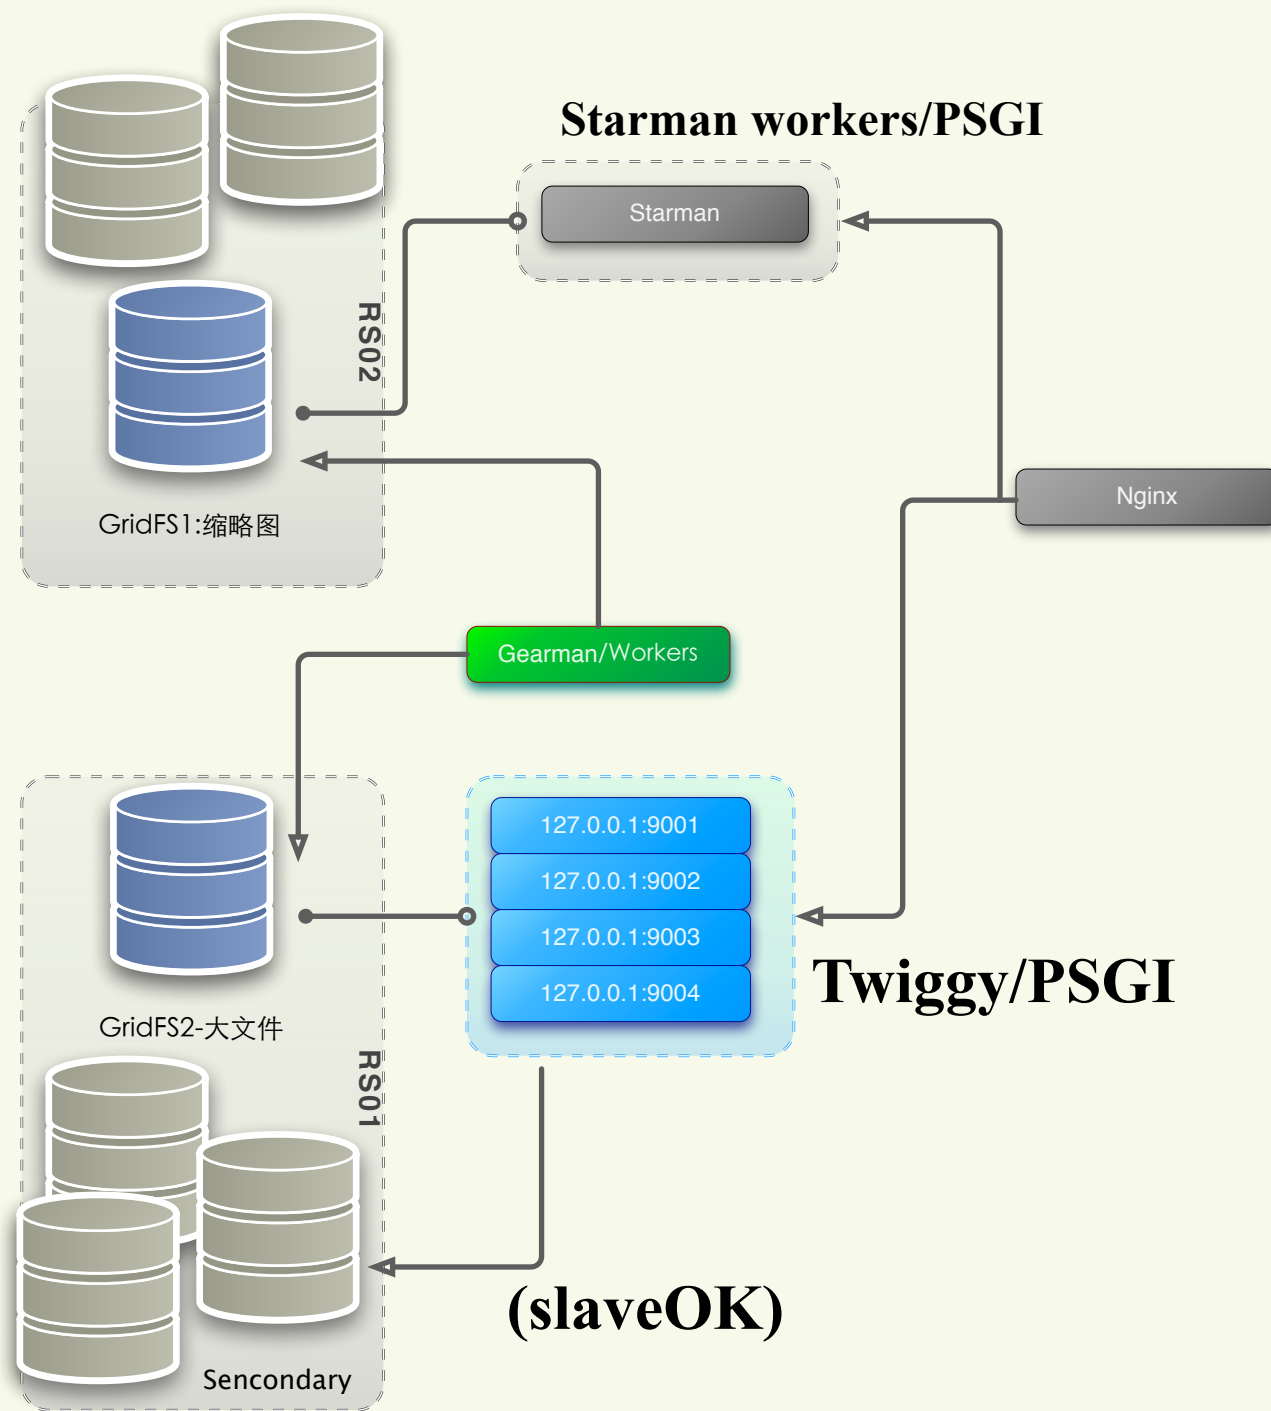 Starman workers/PSGI
Starman
RS02
Nginx
GridFS1:缩略图
Gearman/Workers
127.0.0.1:9001
127.0.0.1:9002
127.0.0.1:9003
127.0.0.1:9004
Twiggy/PSGI
GridFS2-大文件
RS01
(slaveOK)
Sencondary